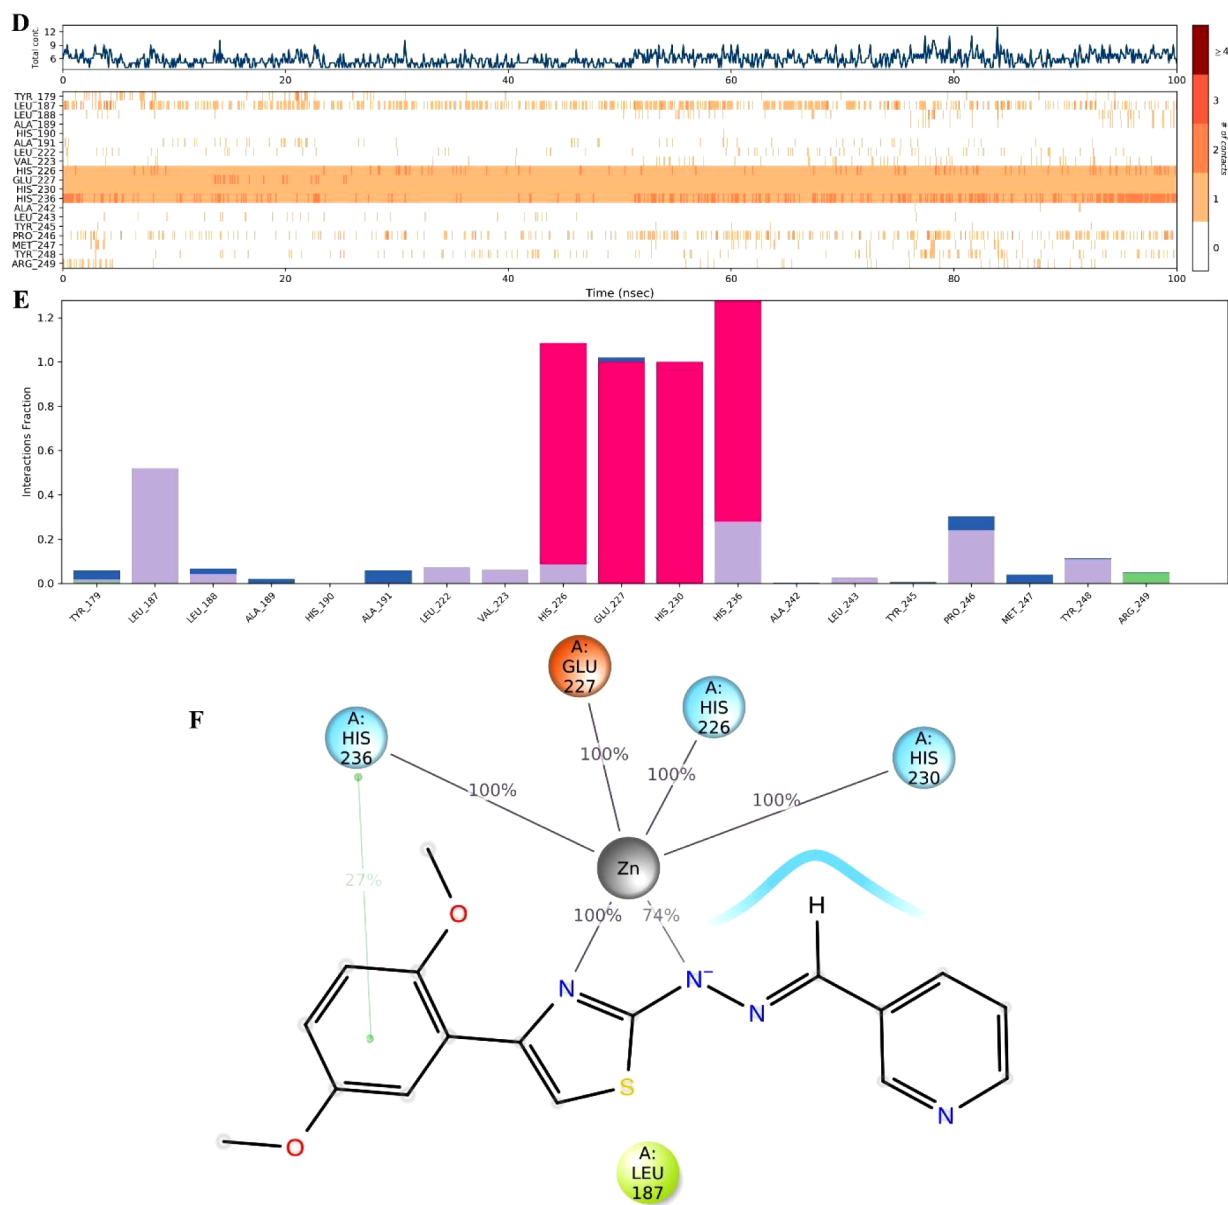 D
Total cont.
12
9
6
0 20 40 60 80 100
TYR_179
LEU_187
LEU_188
ALA_189
HIS_190
ALA_191
LEU_222
VAL_223
HIS_226
GLU_227
HIS_230
HIS_236
ALA_242
LEU_243
TYR_245
PRO_246
MET_247
TYR_248
ARG_249
0 20 40 60 80 100
Time (nsec)
≥4
3
2
1
0
# of contacts
E
Interactions Fraction
1.2
1.0
0.8
0.6
0.4
0.2
0.0
TYR_179 LEU_187 LEU_188 ALA_189 HIS_190 ALA_191 LEU_222 VAL_223 HIS_226 GLU_227 HIS_230 HIS_236 ALA_242 LEU_243 TYR_245 PRO_246 MET_247 TYR_248 ARG_249
F
A:
GLU
227
A:
HIS
226
A:
HIS
236
A:
HIS
230
100%
100%
100%
100%
Zn
27%
100%
74%
H
O
N
N⁻
N
S
N
O
A:
LEU
187